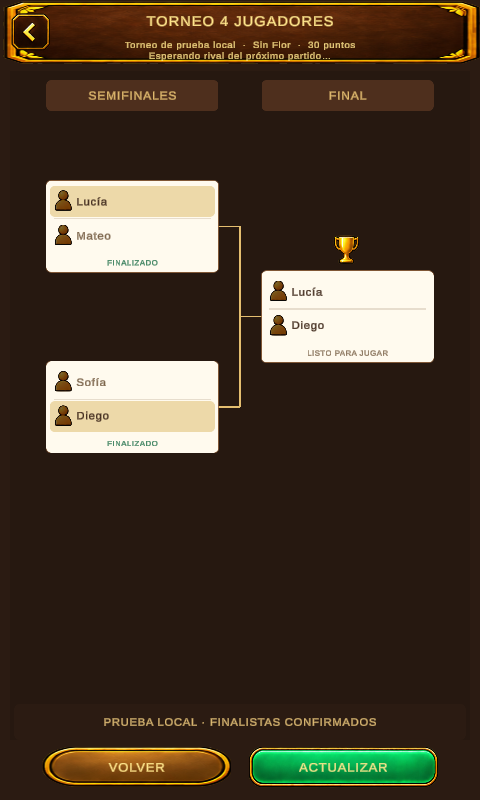 TORNEO 4 JUGADORES
Torneo de prueba local · Sin Flor · 30 puntos
Esperando rival del próximo partido...
SEMIFINALES
FINAL
Lucía
Mateo
FINALIZADO
Lucía
Diego
LISTO PARA JUGAR
Sofía
Diego
FINALIZADO
PRUEBA LOCAL · FINALISTAS CONFIRMADOS
VOLVER
ACTUALIZAR